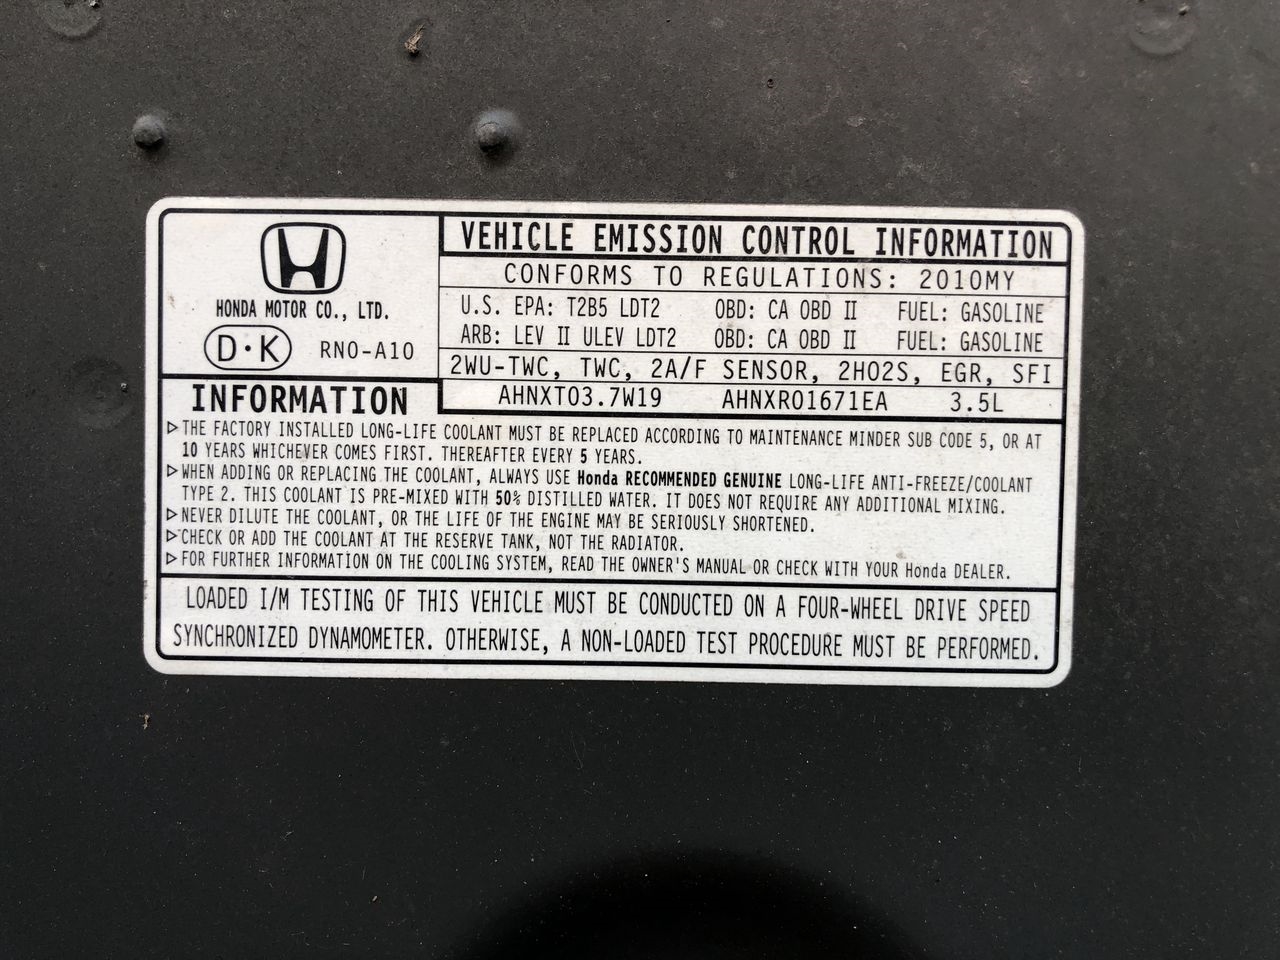 VEHICLE EMISSION CONTROL INFORMATION
CONFORMS TO REGULATIONS: 2010MY
HONDA MOTOR CO., LTD.
U.S. EPA: T2B5 LDT2 OBD: CA OBD II FUEL: GASOLINE
ARB: LEV II ULEV LDT2 OBD: CA OBD II FUEL: GASOLINE
D·K RNO-A10
2WU-TWC, TWC, 2A/F SENSOR, 2HO2S, EGR, SFI
AHNXT03.7W19 AHNXR01671EA 3.5L
INFORMATION
▷THE FACTORY INSTALLED LONG-LIFE COOLANT MUST BE REPLACED ACCORDING TO MAINTENANCE MINDER SUB CODE 5, OR AT
10 YEARS WHICHEVER COMES FIRST. THEREAFTER EVERY 5 YEARS.
▷WHEN ADDING OR REPLACING THE COOLANT, ALWAYS USE Honda RECOMMENDED GENUINE LONG-LIFE ANTI-FREEZE/COOLANT
TYPE 2. THIS COOLANT IS PRE-MIXED WITH 50% DISTILLED WATER. IT DOES NOT REQUIRE ANY ADDITIONAL MIXING.
▷NEVER DILUTE THE COOLANT, OR THE LIFE OF THE ENGINE MAY BE SERIOUSLY SHORTENED.
▷CHECK OR ADD THE COOLANT AT THE RESERVE TANK, NOT THE RADIATOR.
▷FOR FURTHER INFORMATION ON THE COOLING SYSTEM, READ THE OWNER'S MANUAL OR CHECK WITH YOUR Honda DEALER.
LOADED I/M TESTING OF THIS VEHICLE MUST BE CONDUCTED ON A FOUR-WHEEL DRIVE SPEED
SYNCHRONIZED DYNAMOMETER. OTHERWISE, A NON-LOADED TEST PROCEDURE MUST BE PERFORMED.